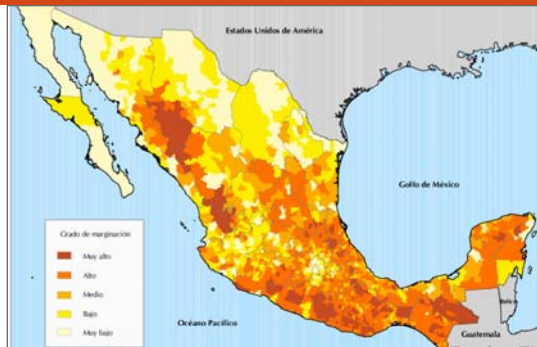 Estados Unidos de América
Golfo de México
Grado de marginación
Muy alto
Alto
Medio
Bajo
Muy bajo
Océano Pacífico
Belice
Guatemala